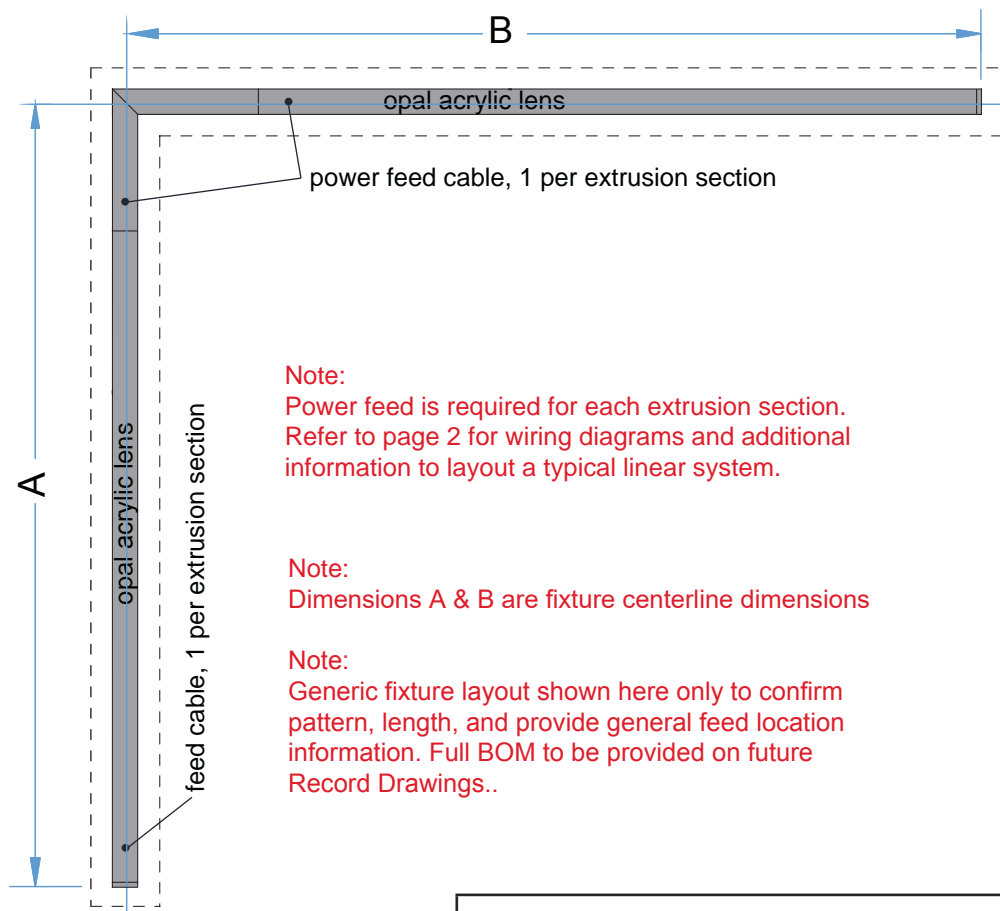 B
opal acrylic lens
power feed cable, 1 per extrusion section
A
opal acrylic lens
feed cable, 1 per extrusion section
Note:
Power feed is required for each extrusion section.
Refer to page 2 for wiring diagrams and additional
information to layout a typical linear system.
Note:
Dimensions A & B are fixture centerline dimensions
Note:
Generic fixture layout shown here only to confirm
pattern, length, and provide general feed location
information. Full BOM to be provided on future
Record Drawings..